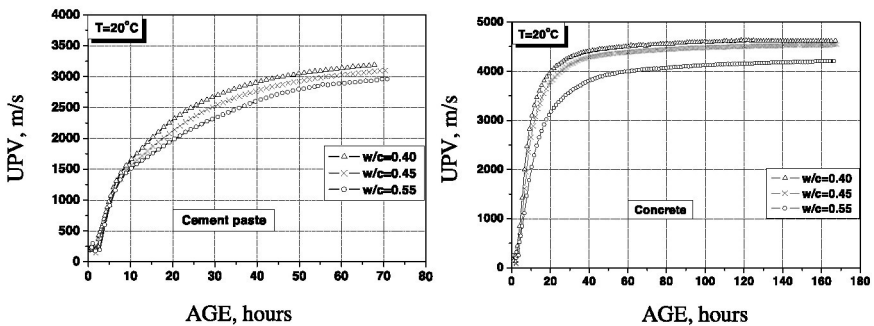 T=20°C
4000
3500
3000
2500
2000
1500
1000
500
0
UPV, m/s
w/c=0.40
w/c=0.45
w/c=0.55
Cement paste
0 10 20 30 40 50 60 70 80
AGE, hours
T=20°C
5000
4000
3000
2000
1000
0
UPV, m/s
w/c=0.40
w/c=0.45
w/c=0.55
Concrete
0 20 40 60 80 100 120 140 160 180
AGE, hours